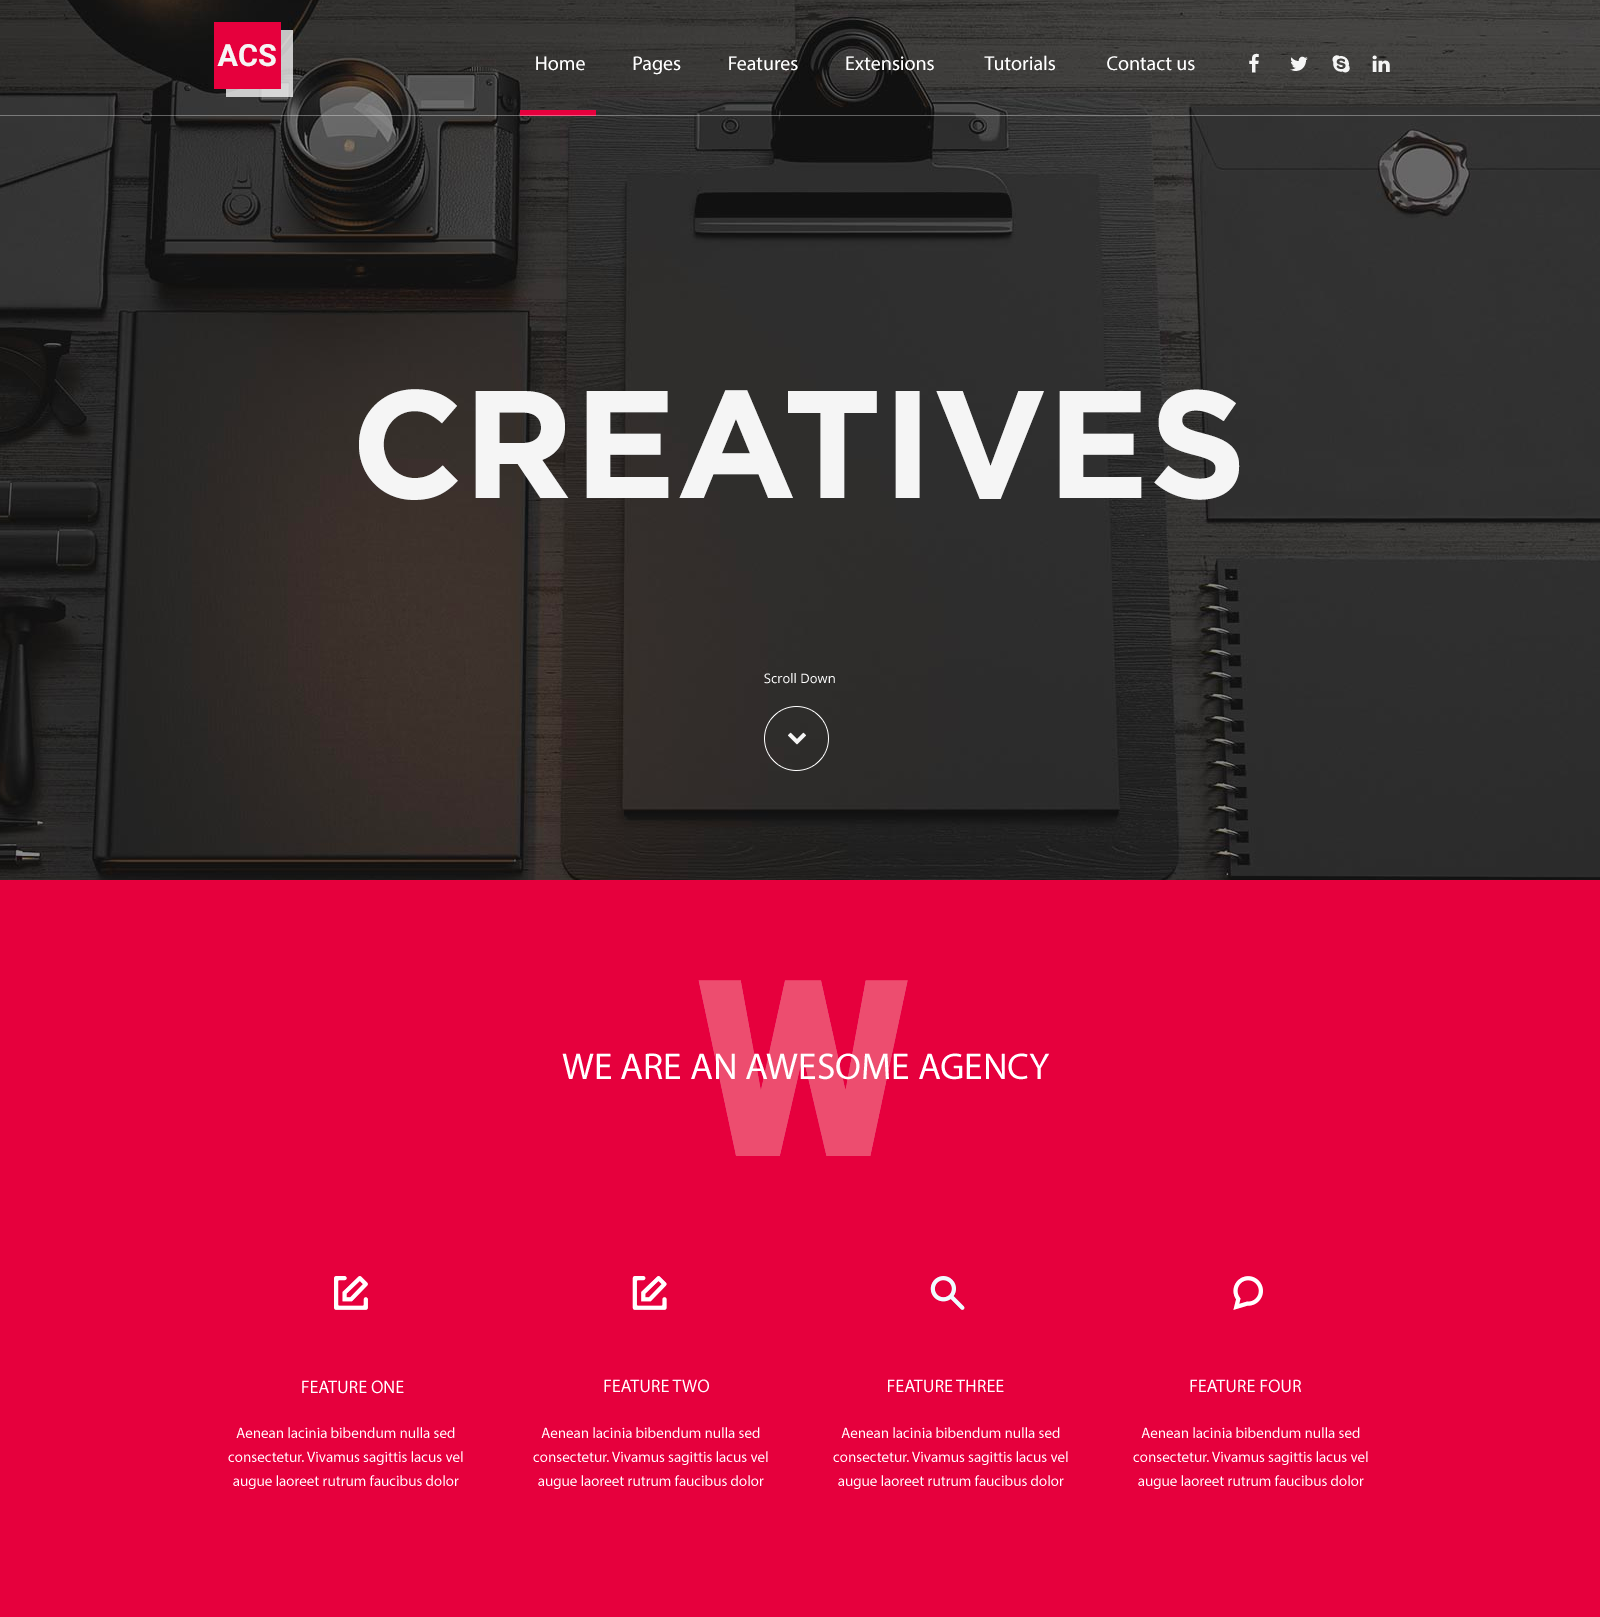 ACS
Home Pages Features Extensions Tutorials Contact us
CREATIVES
Scroll Down
W
WE ARE AN AWESOME AGENCY
FEATURE ONE
Aenean lacinia bibendum nulla sed
consectetur. Vivamus sagittis lacus vel
augue laoreet rutrum faucibus dolor
FEATURE TWO
Aenean lacinia bibendum nulla sed
consectetur. Vivamus sagittis lacus vel
augue laoreet rutrum faucibus dolor
FEATURE THREE
Aenean lacinia bibendum nulla sed
consectetur. Vivamus sagittis lacus vel
augue laoreet rutrum faucibus dolor
FEATURE FOUR
Aenean lacinia bibendum nulla sed
consectetur. Vivamus sagittis lacus vel
augue laoreet rutrum faucibus dolor